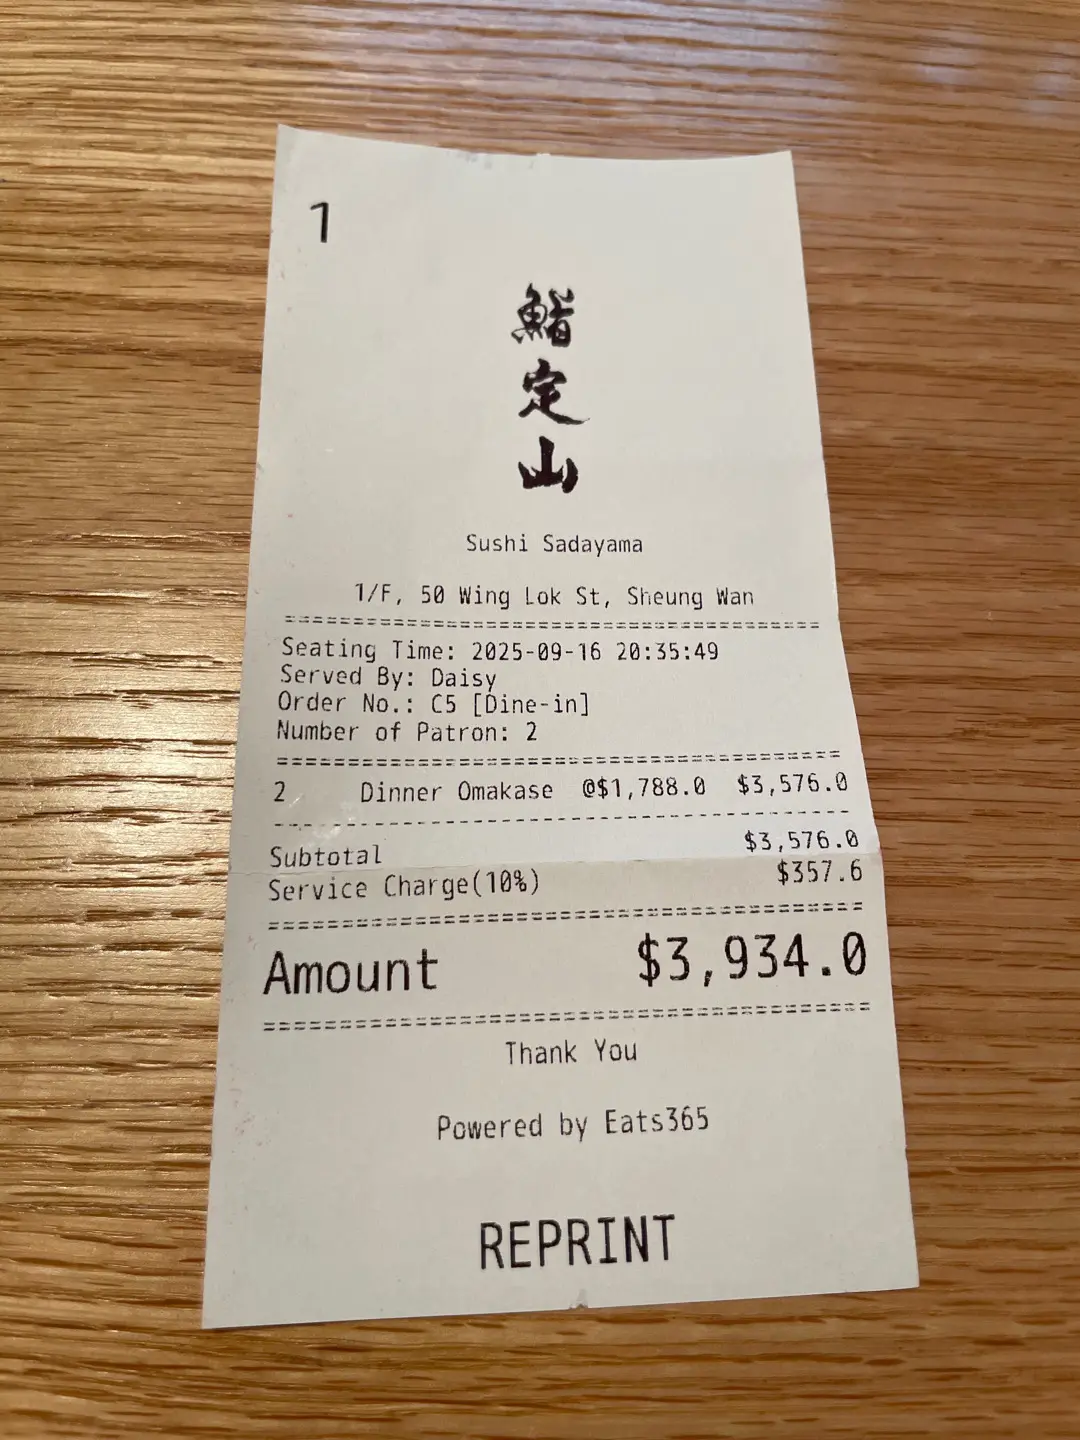 1
鮨
定
山
Sushi Sadayama
1/F, 50 Wing Lok St, Sheung Wan
Seating Time: 2025-09-16 20:35:49
Served By: Daisy
Order No.: C5 [Dine-in]
Number of Patron: 2
2 Dinner Omakase @$1,788.0 $3,576.0
Subtotal $3,576.0
Service Charge(10%) $357.6
Amount $3,934.0
Thank You
Powered by Eats365
REPRINT